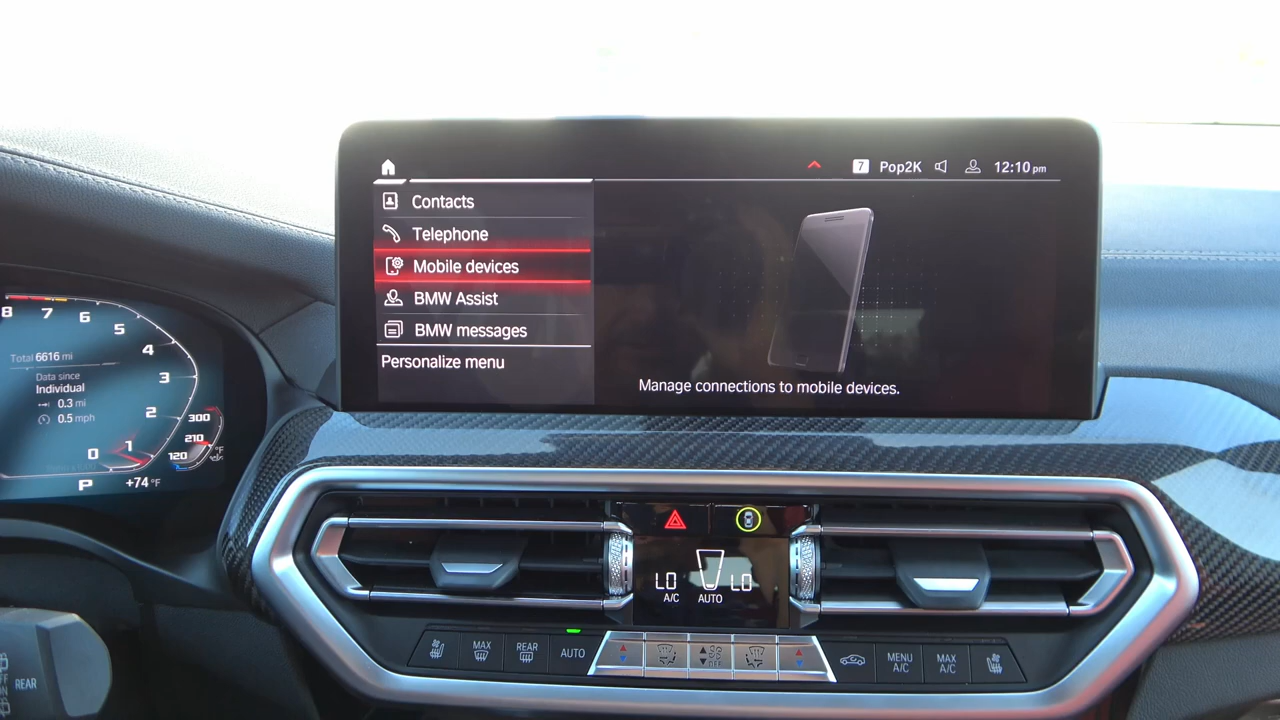 7 Pop2K 12:10 pm
Contacts
Telephone
Mobile devices
BMW Assist
BMW messages
Personalize menu
Manage connections to mobile devices.
8 7 6 5 4 3 2 1 0
Total 6616 mi
Data since
Individual
0.3 mi
0.5 mph
300
210
120
°F
P +74 °F
LO LO
A/C AUTO
MAX
REAR
AUTO
MENU
A/C
MAX
A/C
OFF
ON
REAR